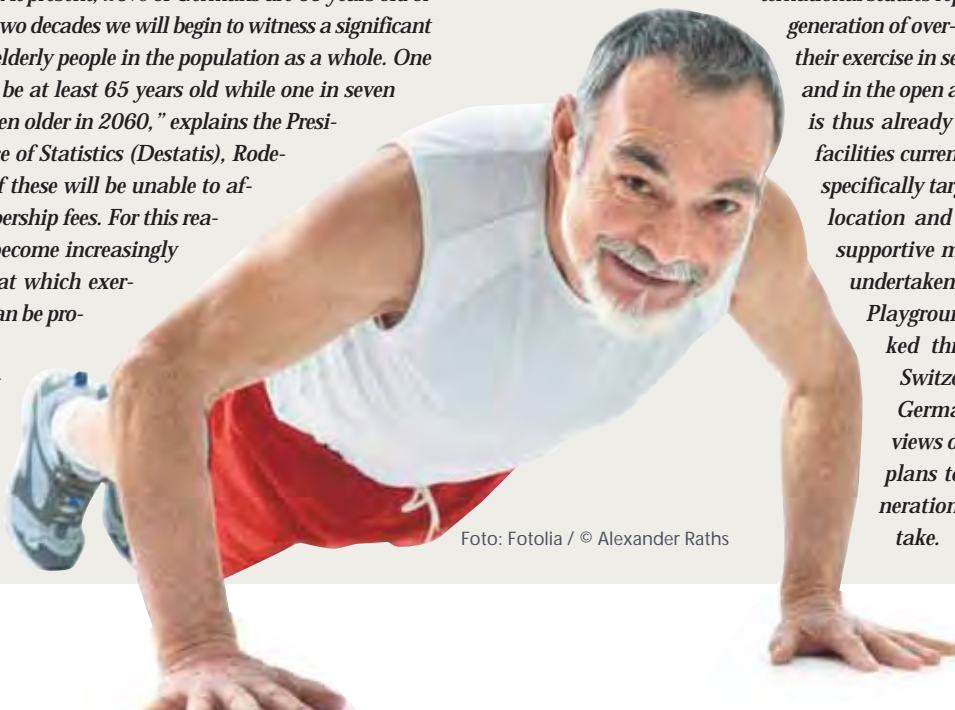 two decades we will begin to witness a significant
elderly people in the population as a whole. One
be at least 65 years old while one in seven
en older in 2060,” explains the Presi-
e of Statistics (Destatis), Rode-
f these will be unable to af-
bership fees. For this rea-
become increasingly
at which exer-
an be pro-
generation of over-
their exercise in se
and in the open a
is thus already
facilities curren
specifically targ
location and
supportive m
undertaken
Playgroun
ked thr
Switze
Germa
views o
plans to
neration
take.
Foto: Fotolia / © Alexander Raths